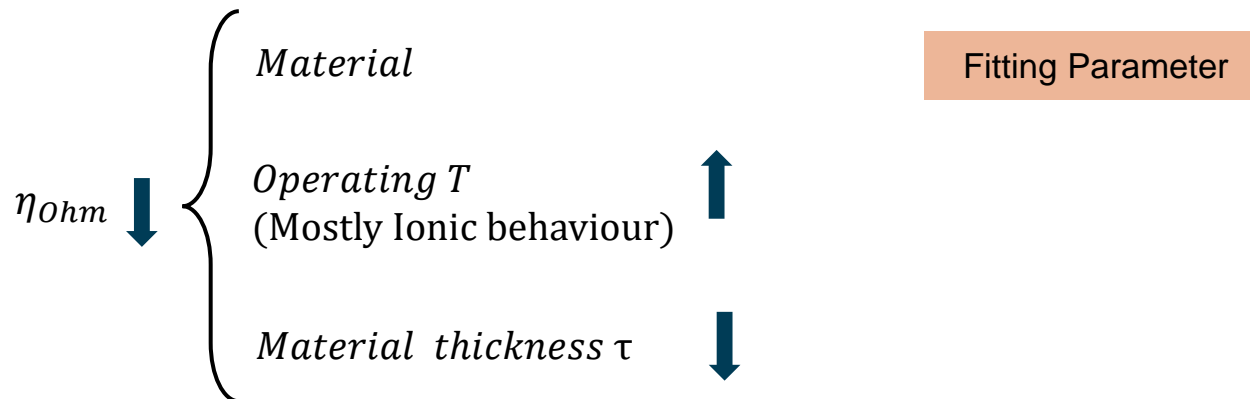 Material
Fitting Parameter
Operating T
(Mostly Ionic behaviour)
η_Ohm
Material thickness τ